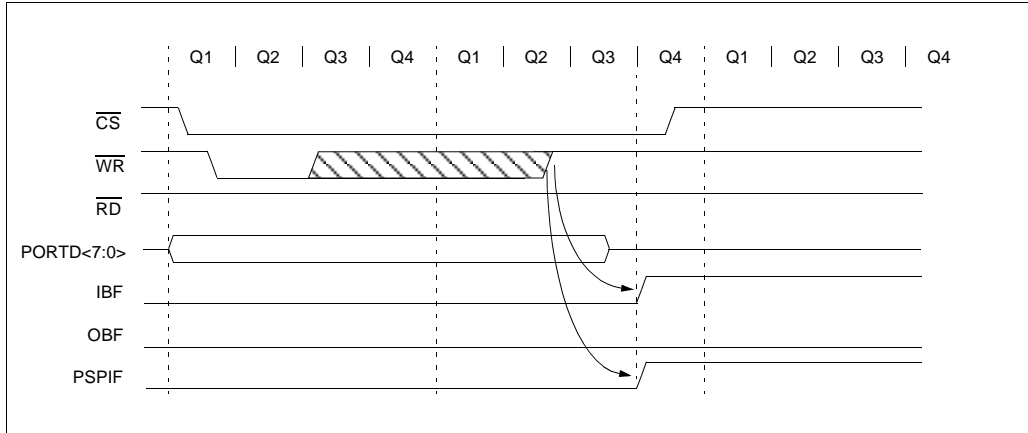 Q1 | Q2 | Q3 | Q4 | Q1 | Q2 | Q3 | Q4 | Q1 | Q2 | Q3 | Q4
CS
WR
RD
PORTD<7:0>
IBF
OBF
PSPIF